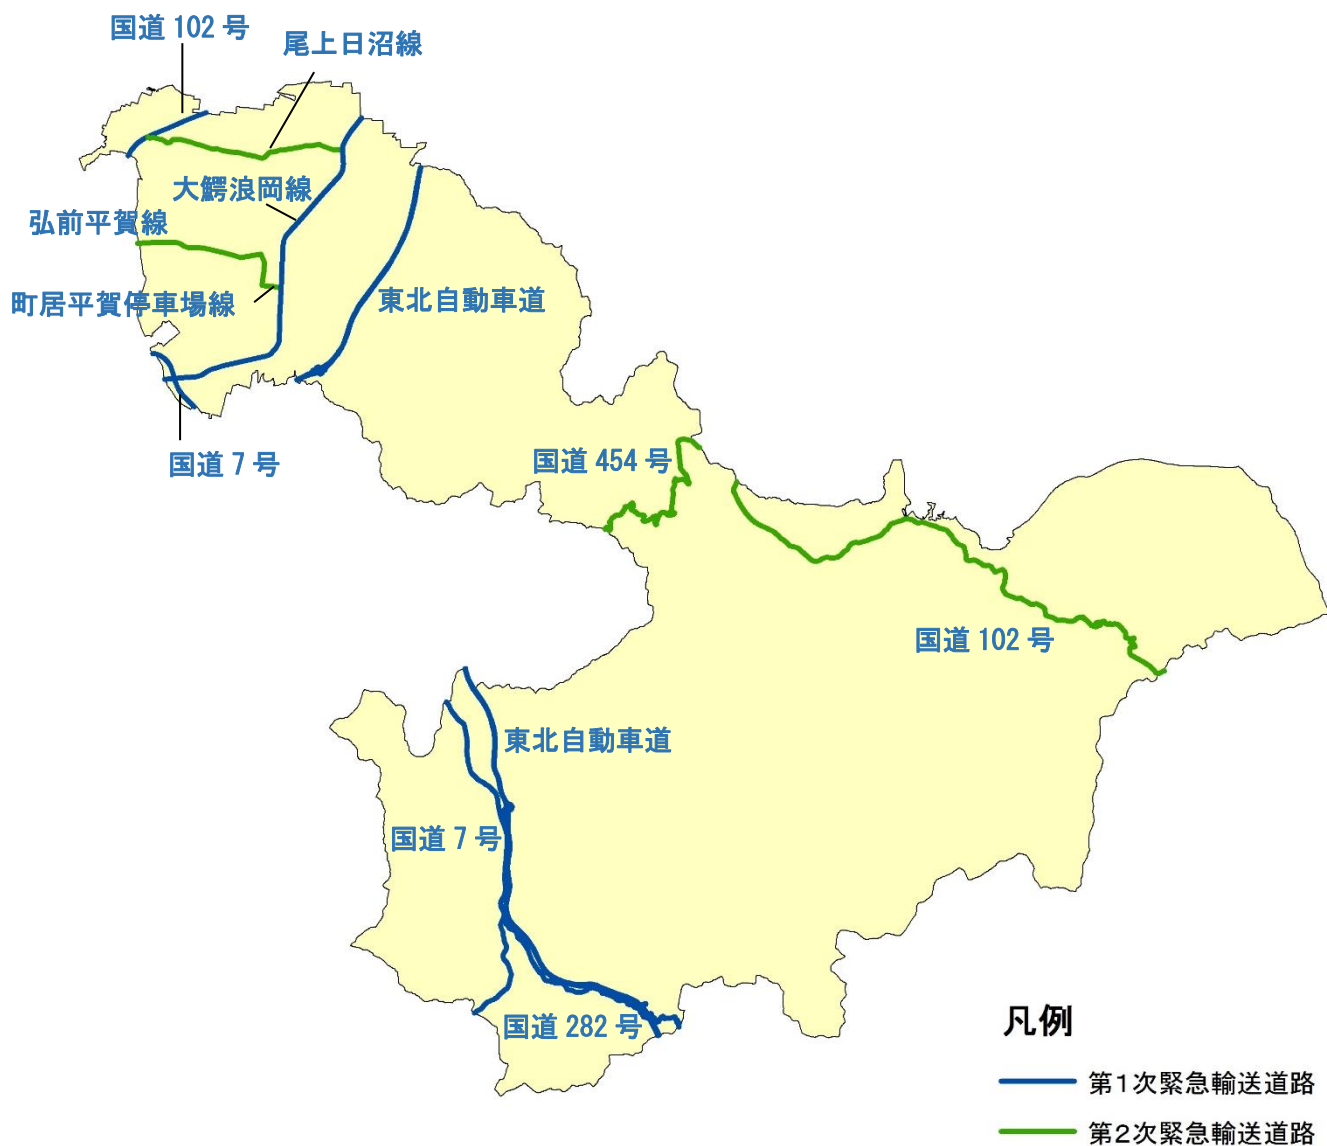 国道 102 号
尾上日沼線
大鰐浪岡線
弘前平賀線
町居平賀停車場線
東北自動車道
国道 7 号
国道 454 号
国道 102 号
東北自動車道
国道 7 号
国道 282 号
凡例
第1次緊急輸送道路
第2次緊急輸送道路